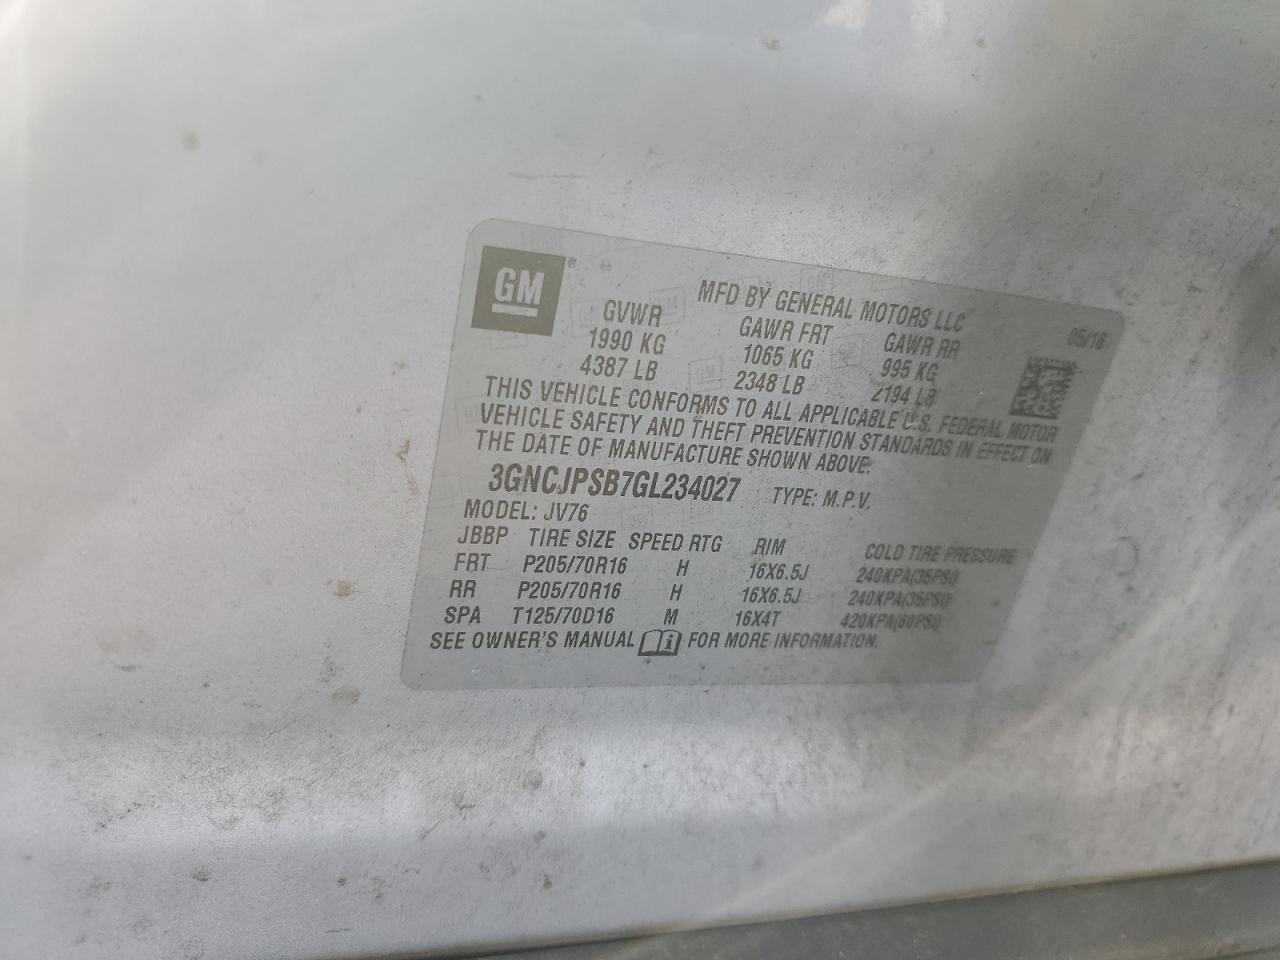 GM®
MFD BY GENERAL MOTORS LLC 05/16
GVWR GAWR FRT GAWR RR
1990 KG 1065 KG 995 KG
4387 LB 2348 LB 2194 LB
THIS VEHICLE CONFORMS TO ALL APPLICABLE U.S. FEDERAL MOTOR
VEHICLE SAFETY AND THEFT PREVENTION STANDARDS IN EFFECT ON
THE DATE OF MANUFACTURE SHOWN ABOVE.
3GNCJPSB7GL234027 TYPE: M.P.V.
MODEL: JV76
JBBP TIRE SIZE SPEED RTG RIM COLD TIRE PRESSURE
FRT P205/70R16 H 16X6.5J 240KPA(35PSI)
RR P205/70R16 H 16X6.5J 240KPA(35PSI)
SPA T125/70D16 M 16X4T 420KPA(60PSI)
SEE OWNER'S MANUAL FOR MORE INFORMATION.